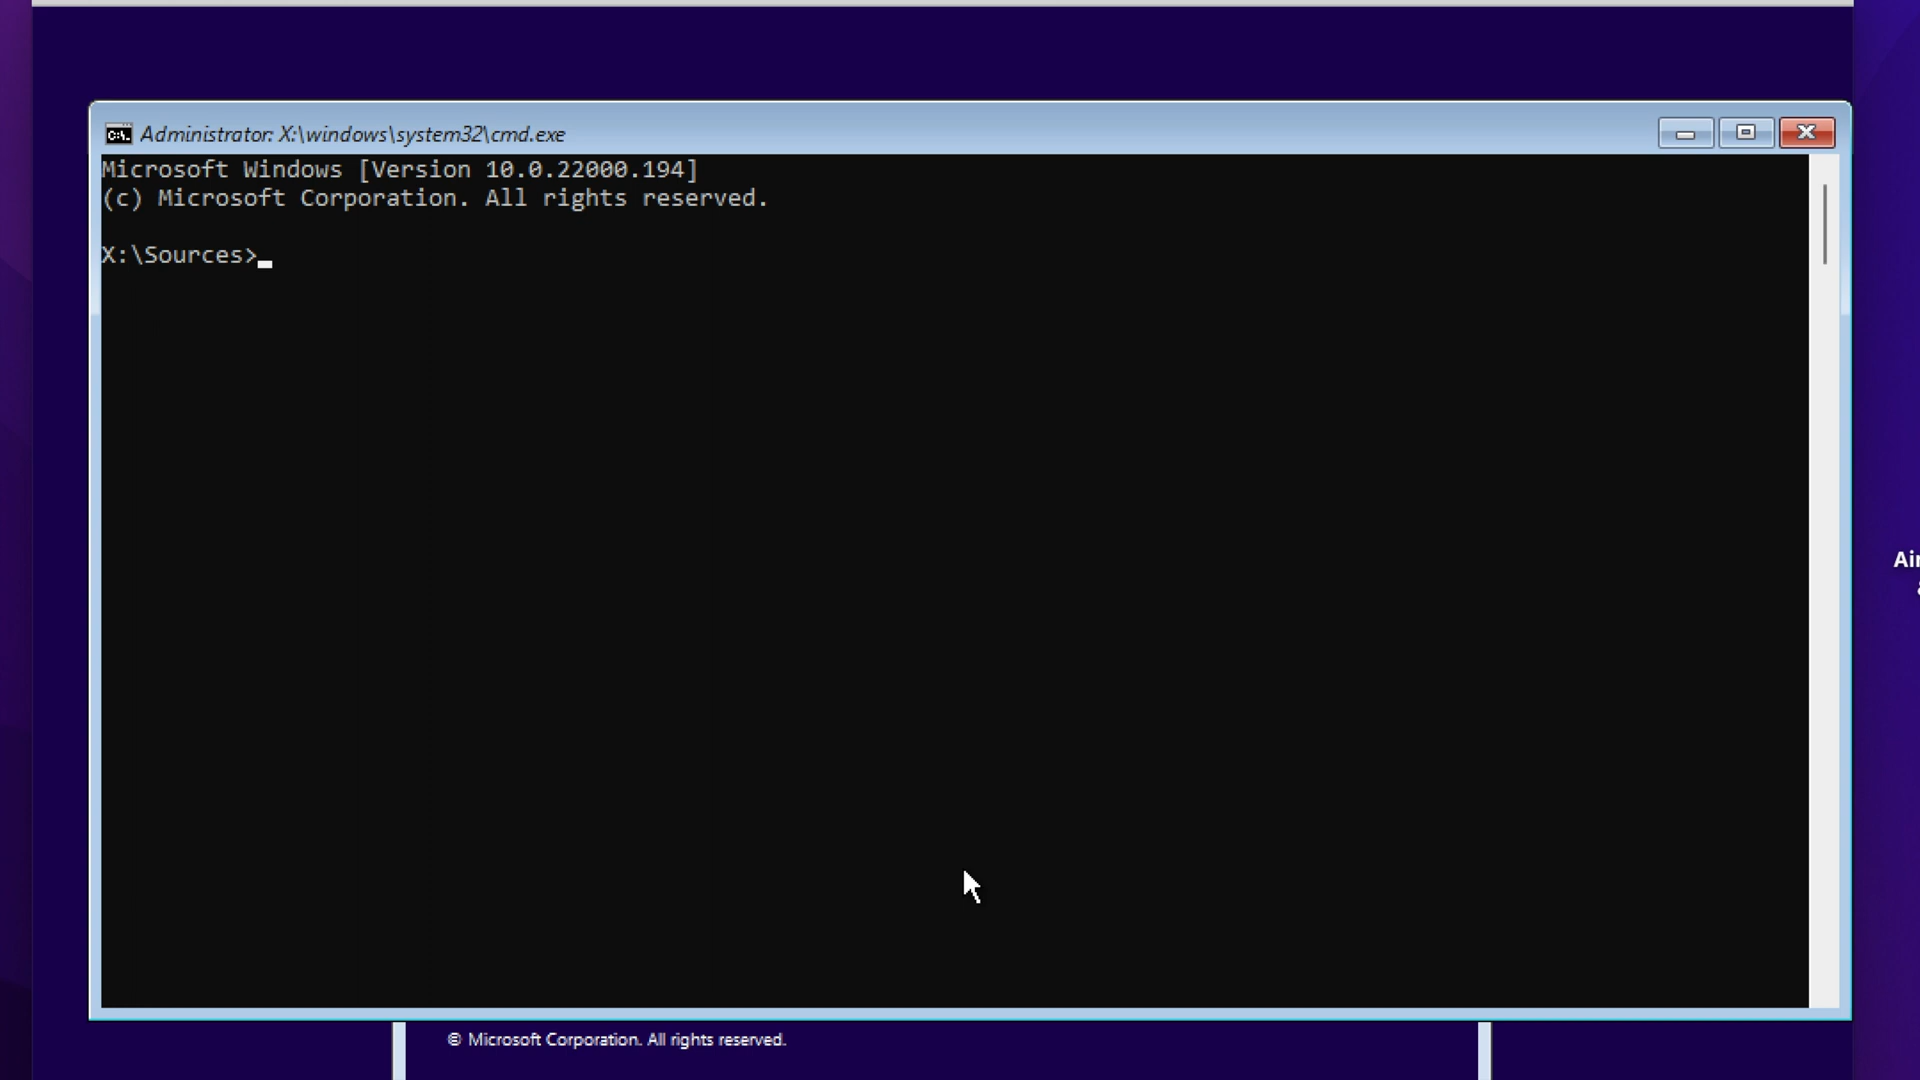 Administrator: X:\windows\system32\cmd.exe
Microsoft Windows [Version 10.0.22000.194]
(c) Microsoft Corporation. All rights reserved.
X:\Sources>
© Microsoft Corporation. All rights reserved.